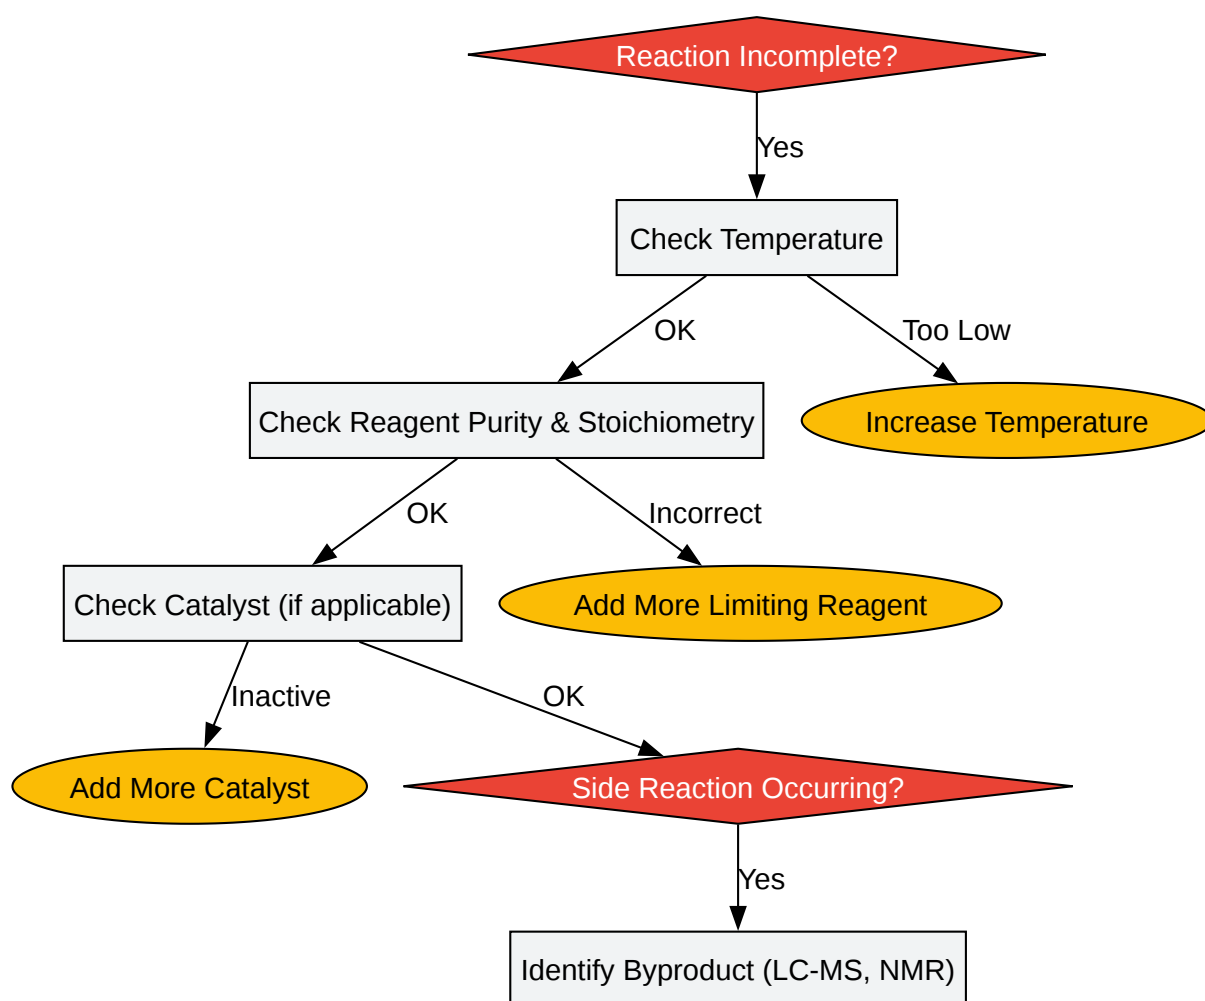 Reaction Incomplete?
Yes
Check Temperature
OK
Too Low
Check Reagent Purity & Stoichiometry
Increase Temperature
OK
Incorrect
Check Catalyst (if applicable)
Add More Limiting Reagent
Inactive
OK
Add More Catalyst
Side Reaction Occurring?
Yes
Identify Byproduct (LC-MS, NMR)